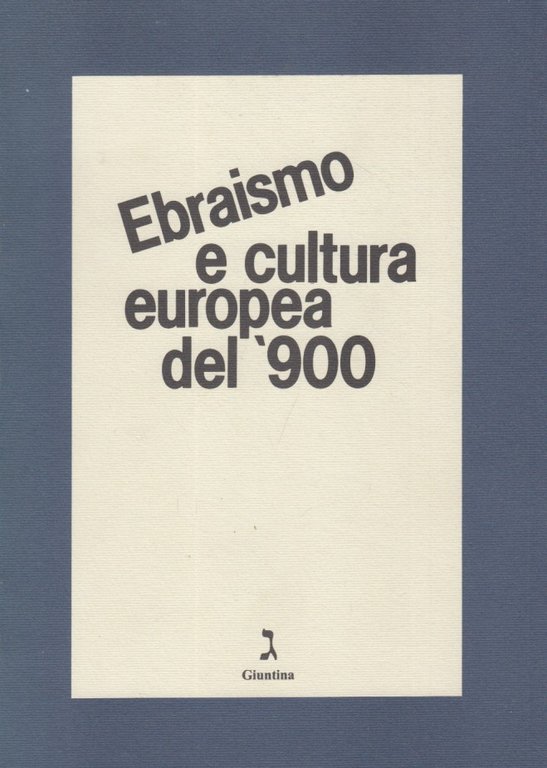 Ebraismo
e cultura
europea
del '900
ג
Giuntina